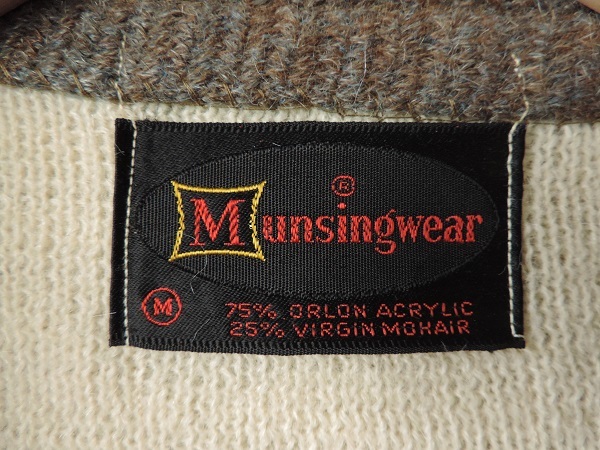 ®
Munsingwear
M
75% ORLON ACRYLIC
25% VIRGIN MOHAIR